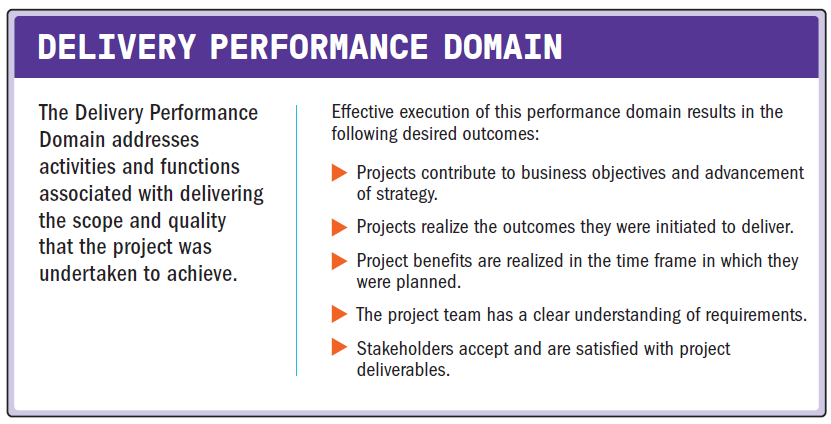 DELIVERY PERFORMANCE DOMAIN
The Delivery Performance
Domain addresses
activities and functions
associated with delivering
the scope and quality
that the project was
undertaken to achieve.
Effective execution of this performance domain results in the
following desired outcomes:
Projects contribute to business objectives and advancement
of strategy.
Projects realize the outcomes they were initiated to deliver.
Project benefits are realized in the time frame in which they
were planned.
The project team has a clear understanding of requirements.
Stakeholders accept and are satisfied with project
deliverables.